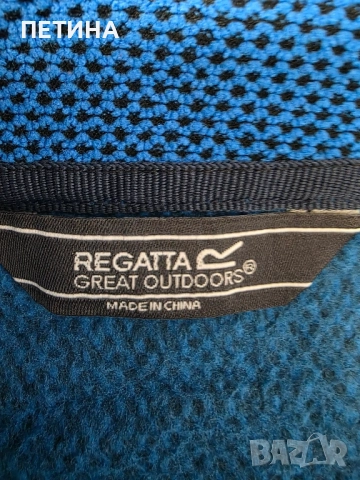 ПЕТИНА
REGATTA
GREAT OUTDOORS®
MADE IN CHINA
BAZAR